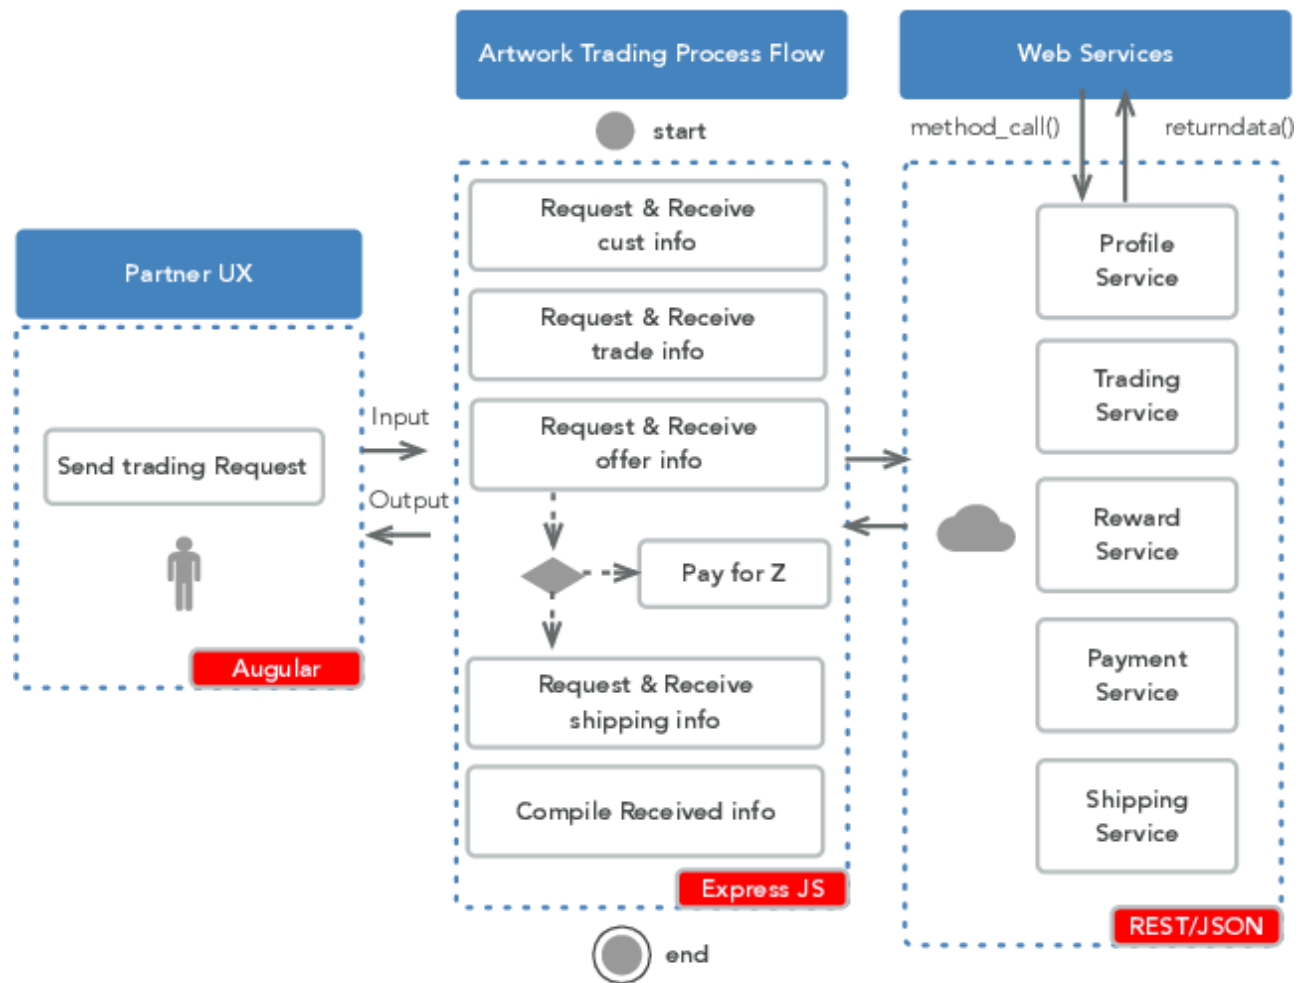 Artwork Trading Process Flow
Web Services
start
method_call()
returndata()
Request & Receive
cust info
Profile
Service
Partner UX
Request & Receive
trade info
Trading
Service
Input
Request & Receive
offer info
Send trading Request
Output
Reward
Service
Pay for Z
Augular
Request & Receive
shipping info
Payment
Service
Compile Received info
Shipping
Service
Express JS
REST/JSON
end